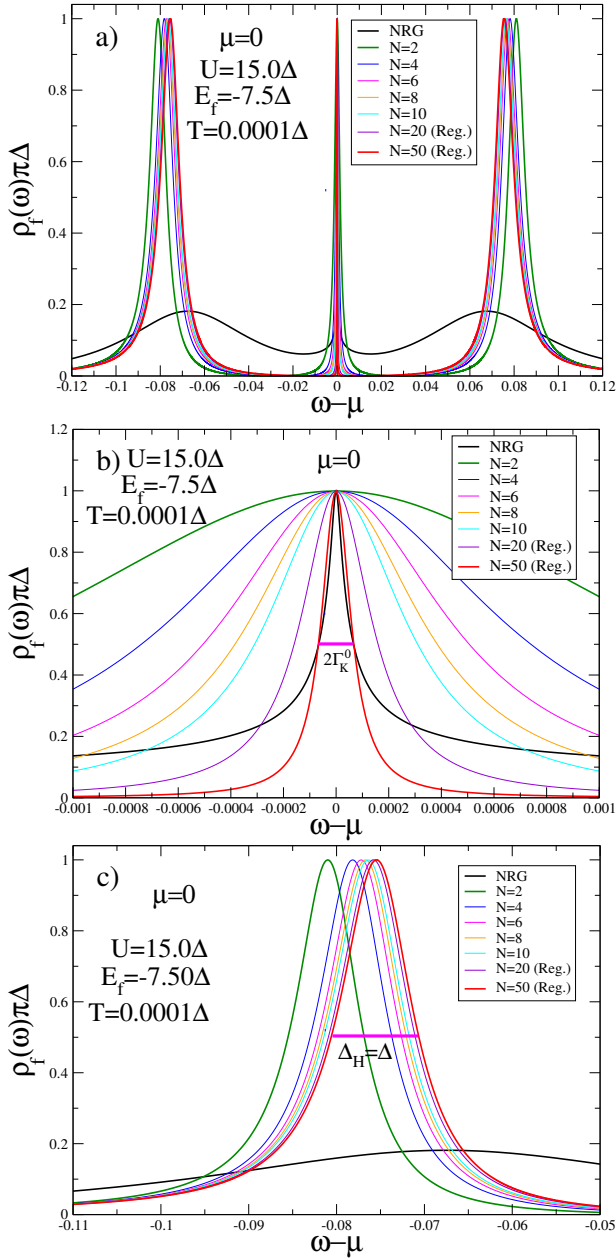 a)
μ=0
U=15.0Δ
E_f=-7.5Δ
T=0.0001Δ
NRG
N=2
N=4
N=6
N=8
N=10
N=20 (Reg.)
N=50 (Reg.)
ρ_f(ω)πΔ
1
0.8
0.6
0.4
0.2
0
-0.12 -0.1 -0.08 -0.06 -0.04 -0.02 0 0.02 0.04 0.06 0.08 0.1 0.12
ω−μ
b)
U=15.0Δ
μ=0
E_f=-7.5Δ
T=0.0001Δ
NRG
N=2
N=4
N=6
N=8
N=10
N=20 (Reg.)
N=50 (Reg.)
2Γ_K^0
ρ_f(ω)πΔ
1.2
1
0.8
0.6
0.4
0.2
0
-0.001 -0.0008 -0.0006 -0.0004 -0.0002 0 0.0002 0.0004 0.0006 0.0008 0.001
ω−μ
c)
μ=0
U=15.0Δ
E_f=-7.50Δ
T=0.0001Δ
NRG
N=2
N=4
N=6
N=8
N=10
N=20 (Reg.)
N=50 (Reg.)
Δ_H=Δ
ρ_f(ω)πΔ
1
0.8
0.6
0.4
0.2
0
-0.11 -0.1 -0.09 -0.08 -0.07 -0.06 -0.05
ω−μ